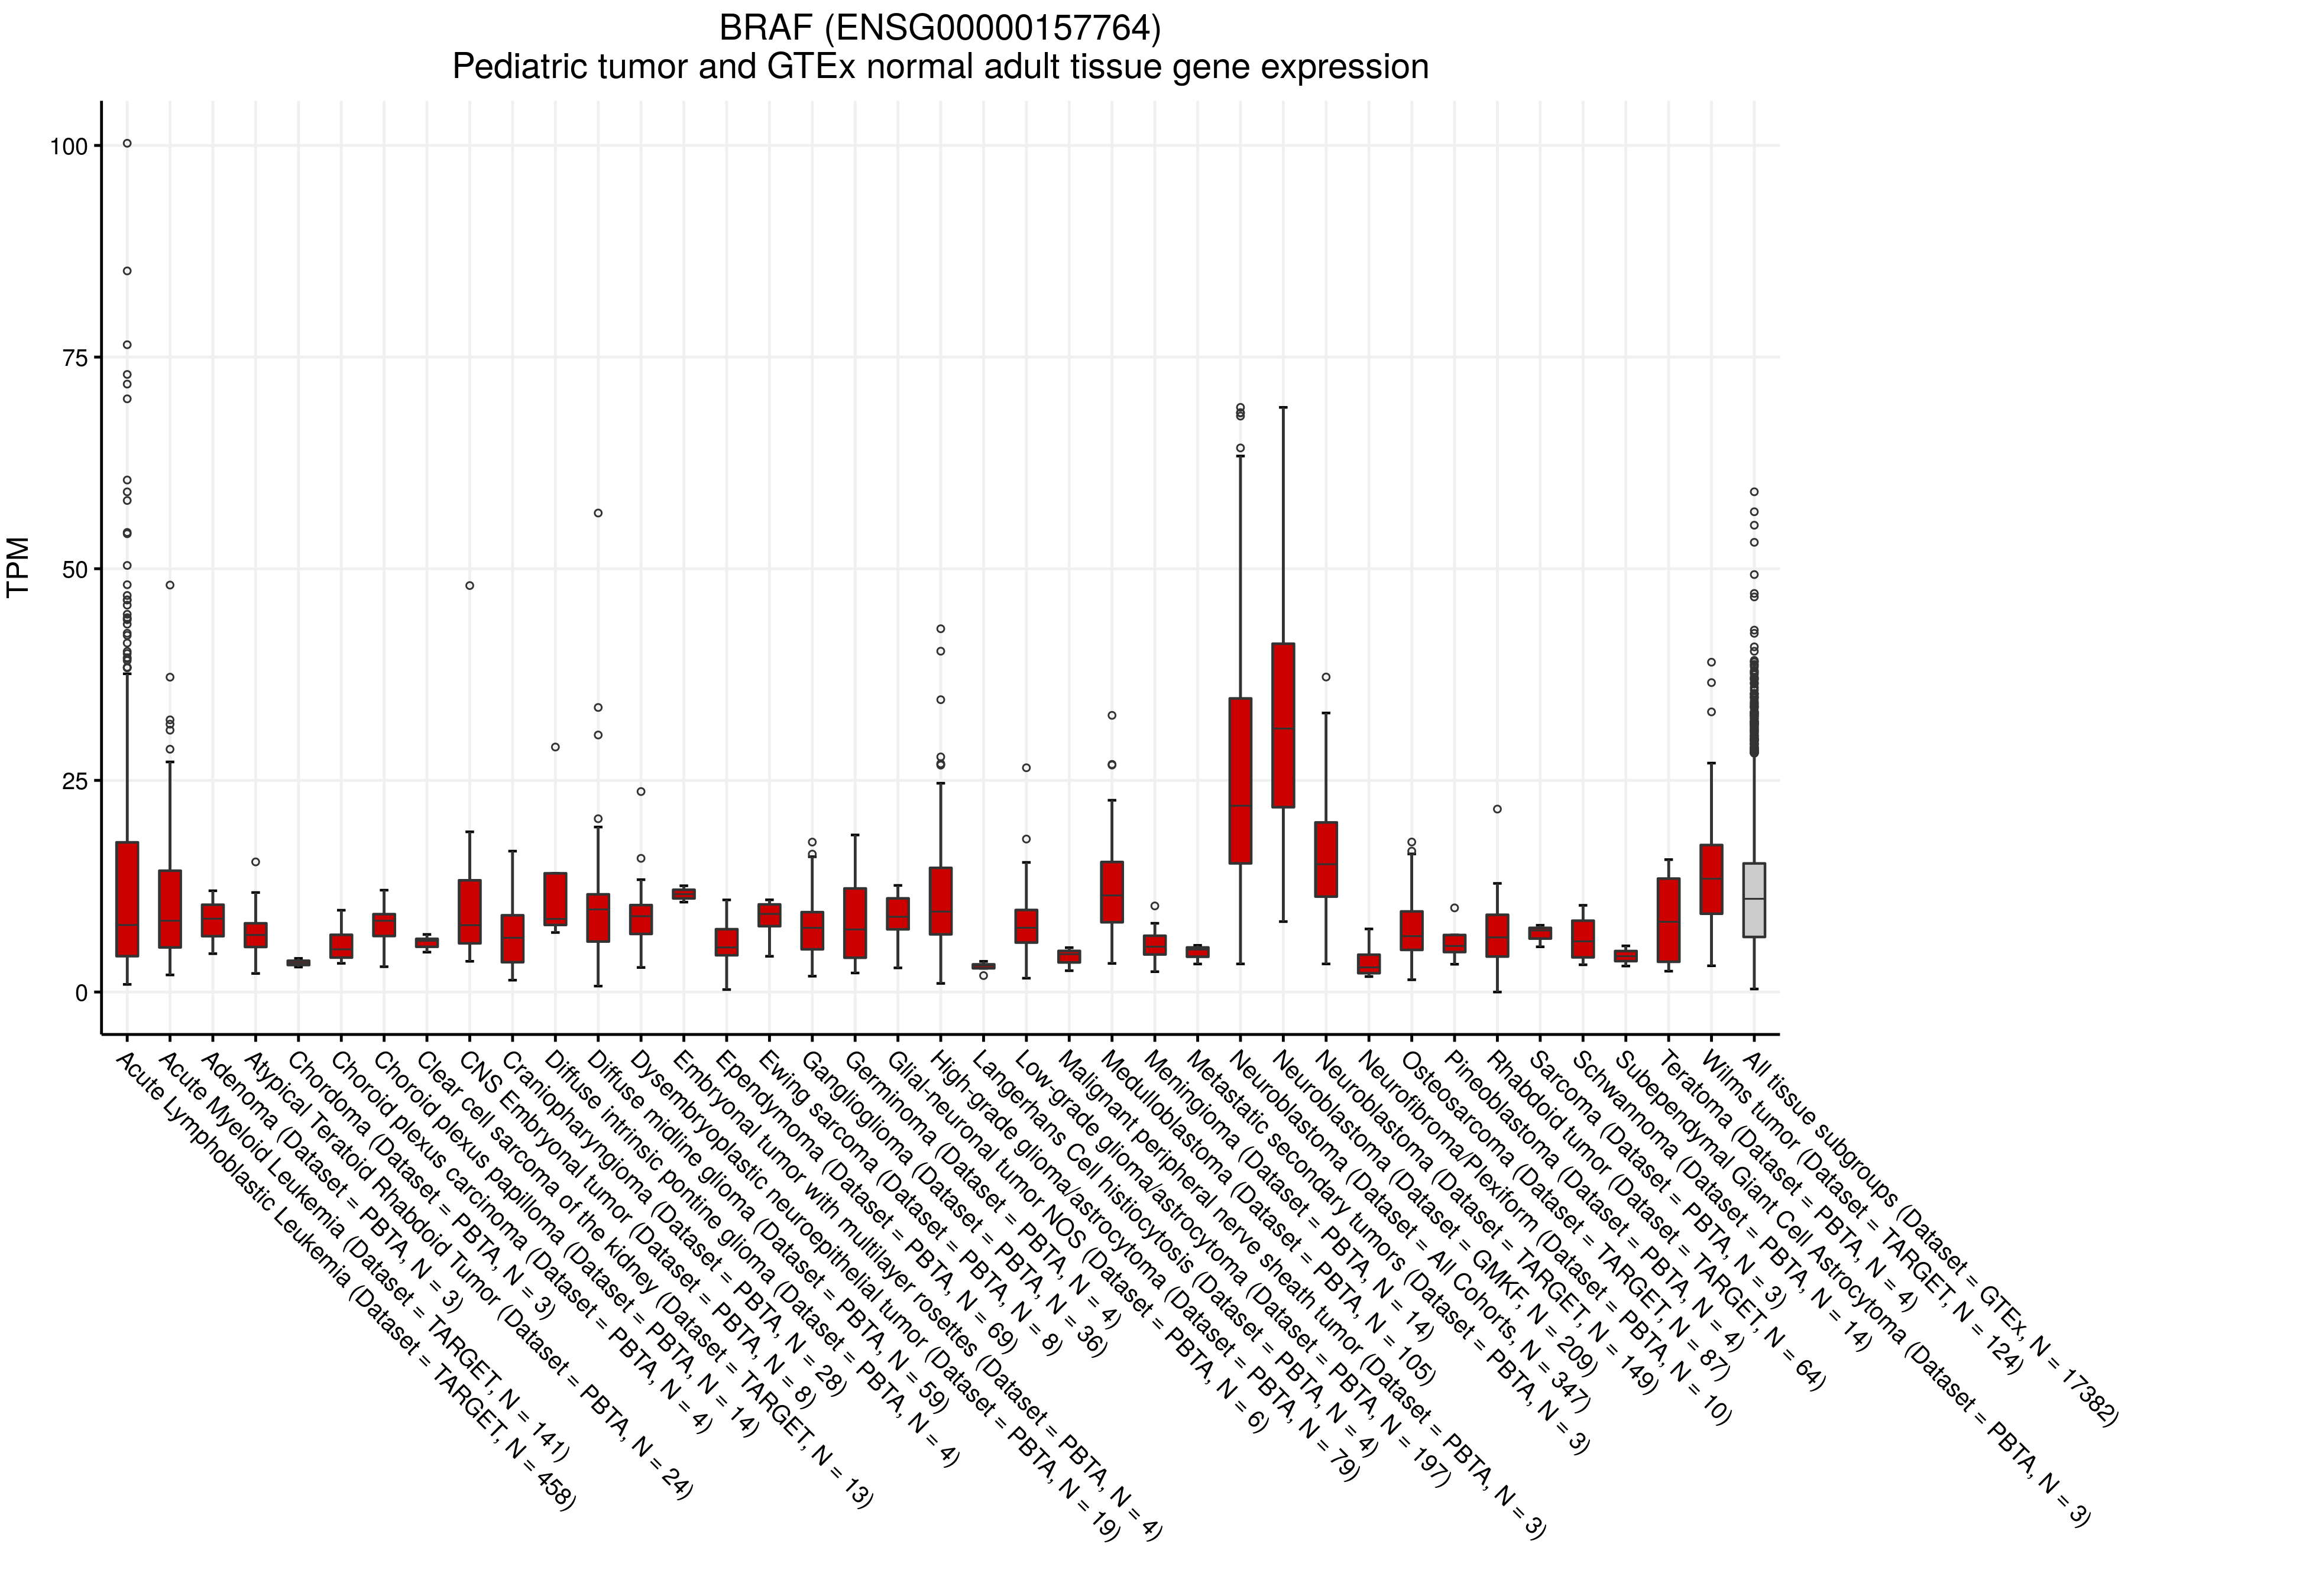 BRAF (ENSG00000157764)
Pediatric tumor and GTEx normal adult tissue gene expression
TPM
100
75
50
25
0
Acute Lymphoblastic Leukemia (Dataset = TARGET, N = 458)
Acute Myeloid Leukemia (Dataset = TARGET, N = 141)
Adenoma (Dataset = PBTA, N = 3)
Atypical Teratoid Rhabdoid Tumor (Dataset = PBTA, N = 24)
Chordoma (Dataset = PBTA, N = 3)
Choroid plexus carcinoma (Dataset = PBTA, N = 4)
Choroid plexus papilloma (Dataset = PBTA, N = 14)
Clear cell sarcoma of the kidney (Dataset = TARGET, N = 13)
CNS Embryonal tumor (Dataset = PBTA, N = 8)
Craniopharyngioma (Dataset = PBTA, N = 28)
Diffuse intrinsic pontine glioma (Dataset = PBTA, N = 4)
Diffuse midline glioma (Dataset = PBTA, N = 59)
Dysembryoplastic neuroepithelial tumor (Dataset = PBTA, N = 19)
Embryonal tumor with multilayer rosettes (Dataset = PBTA, N = 4)
Ependymoma (Dataset = PBTA, N = 69)
Ewing sarcoma (Dataset = PBTA, N = 8)
Ganglioglioma (Dataset = PBTA, N = 36)
Germinoma (Dataset = PBTA, N = 4)
Glial-neuronal tumor NOS (Dataset = PBTA, N = 6)
High-grade glioma/astrocytoma (Dataset = PBTA, N = 79)
Langerhans Cell histiocytosis (Dataset = PBTA, N = 4)
Low-grade glioma/astrocytoma (Dataset = PBTA, N = 197)
Malignant peripheral nerve sheath tumor (Dataset = PBTA, N = 3)
Medulloblastoma (Dataset = PBTA, N = 105)
Meningioma (Dataset = PBTA, N = 14)
Metastatic secondary tumors (Dataset = PBTA, N = 3)
Neuroblastoma (Dataset = All Cohorts, N = 347)
Neuroblastoma (Dataset = GMKF, N = 209)
Neuroblastoma (Dataset = TARGET, N = 149)
Neurofibroma/Plexiform (Dataset = PBTA, N = 10)
Osteosarcoma (Dataset = TARGET, N = 87)
Pineoblastoma (Dataset = PBTA, N = 4)
Rhabdoid tumor (Dataset = TARGET, N = 64)
Sarcoma (Dataset = PBTA, N = 3)
Schwannoma (Dataset = PBTA, N = 14)
Subependymal Giant Cell Astrocytoma (Dataset = PBTA, N = 3)
Teratoma (Dataset = PBTA, N = 4)
Wilms tumor (Dataset = TARGET, N = 124)
All tissue subgroups (Dataset = GTEx, N = 17382)